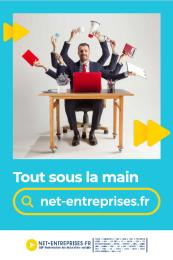 Tout sous la main
net-entreprises.fr
NET-ENTREPRISES.FR